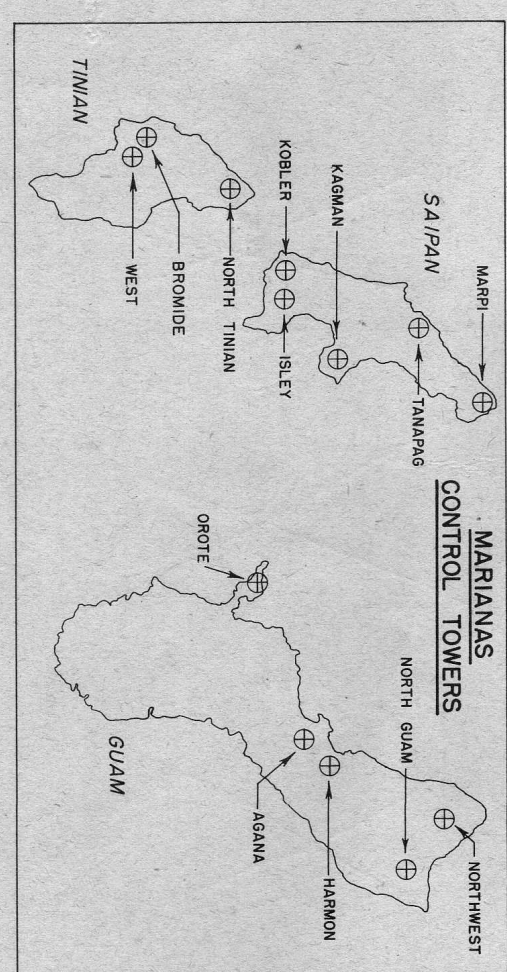 MARIANAS
CONTROL TOWERS
MARPI
SAIPAN
TANAPAG
KAGMAN
KOBLER
ISLEY
TINIAN
NORTH TINIAN
BROMIDE
WEST
NORTH GUAM
NORTHWEST
OROTE
HARMON
AGANA
GUAM